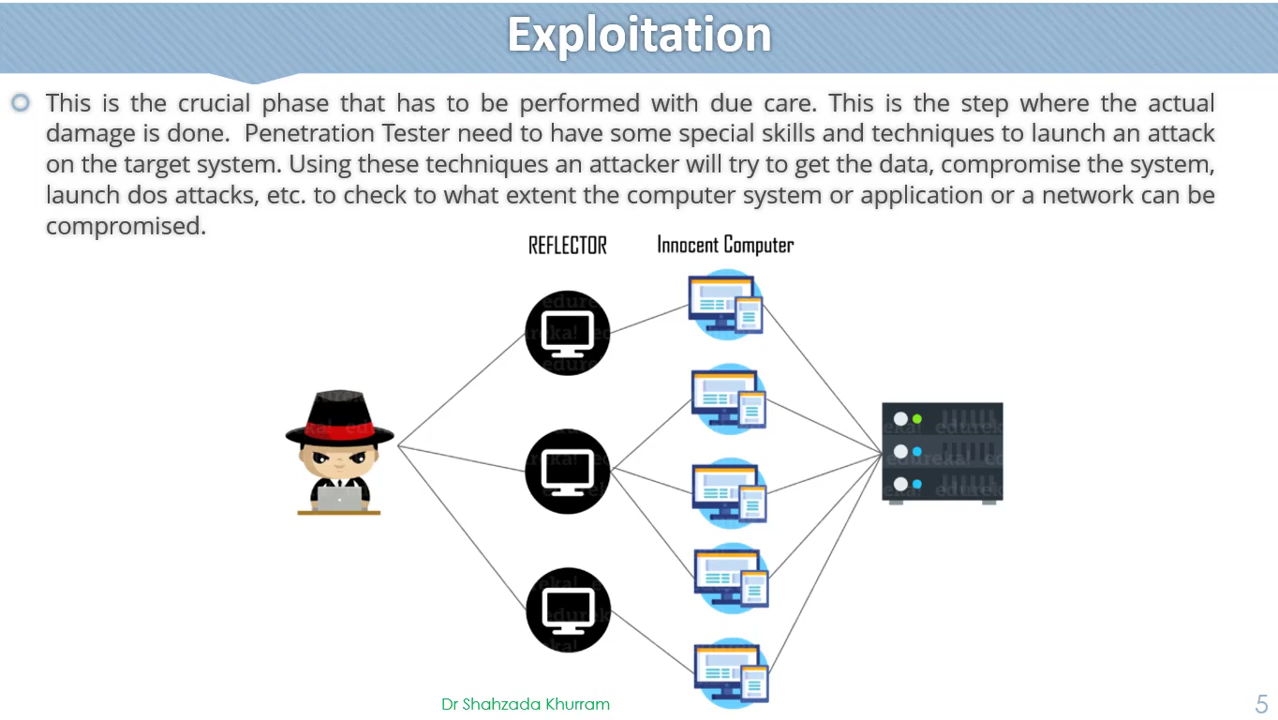 Exploitation
This is the crucial phase that has to be performed with due care. This is the step where the actual
damage is done. Penetration Tester need to have some special skills and techniques to launch an attack
on the target system. Using these techniques an attacker will try to get the data, compromise the system,
launch dos attacks, etc. to check to what extent the computer system or application or a network can be
compromised.
REFLECTOR
Innocent Computer
Dr Shahzada Khurram
5